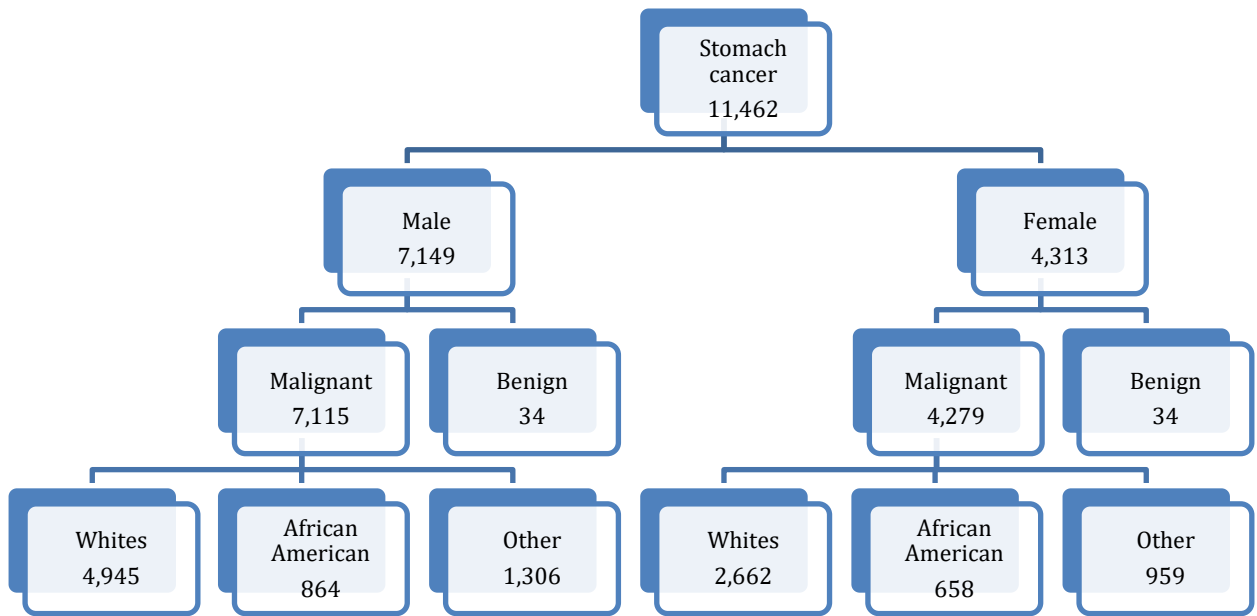 Stomach
cancer
11,462
Male
7,149
Female
4,313
Malignant
7,115
Benign
34
Malignant
4,279
Benign
34
Whites
4,945
African
American
864
Other
1,306
Whites
2,662
African
American
658
Other
959